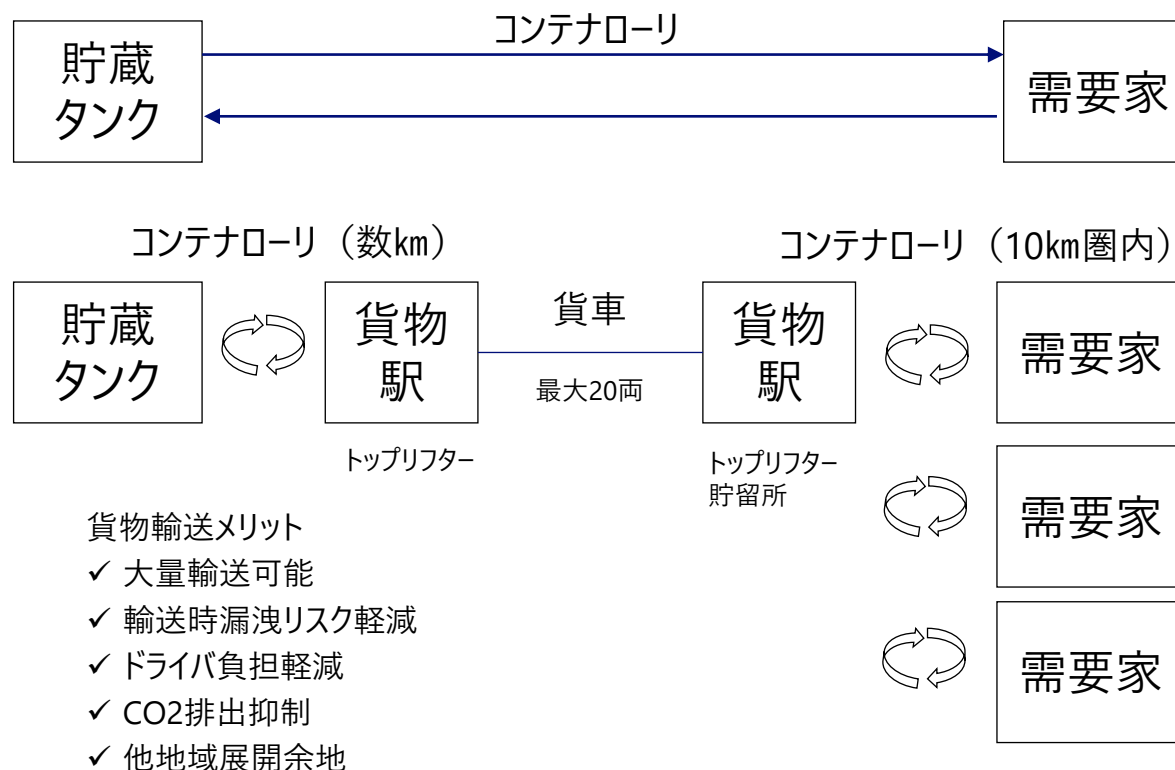 コンテナローリ
貯蔵
タンク
需要家
コンテナローリ（数㎞）
コンテナローリ（10㎞圏内）
貯蔵
タンク
貨物
駅
貨車
最大20両
貨物
駅
需要家
トップリフター
トップリフター
貯留所
需要家
需要家
貨物輸送メリット
✓ 大量輸送可能
✓ 輸送時漏洩リスク軽減
✓ ドライバ負担軽減
✓ CO2排出抑制
✓ 他地域展開余地